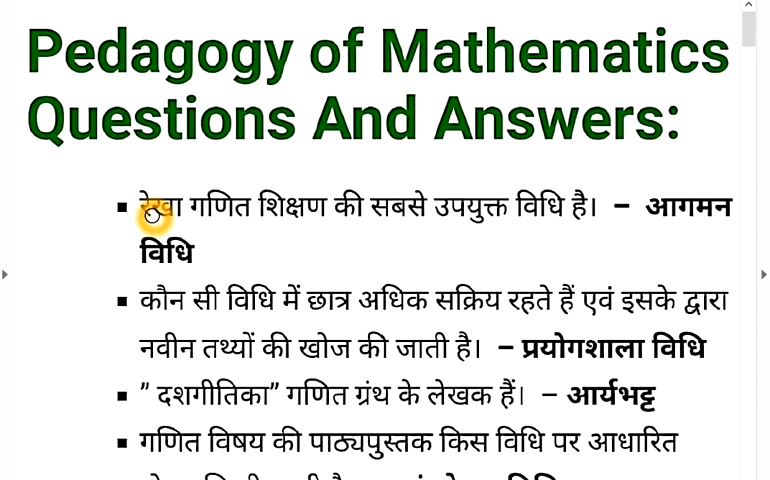 Pedagogy of Mathematics
Questions And Answers:
▪ रेखा गणित शिक्षण की सबसे उपयुक्त विधि है। – आगमन
विधि
▪ कौन सी विधि में छात्र अधिक सक्रिय रहते हैं एवं इसके द्वारा
नवीन तथ्यों की खोज की जाती है। – प्रयोगशाला विधि
▪ ” दशगीतिका” गणित ग्रंथ के लेखक हैं। – आर्यभट्ट
▪ गणित विषय की पाठ्यपुस्तक किस विधि पर आधारित